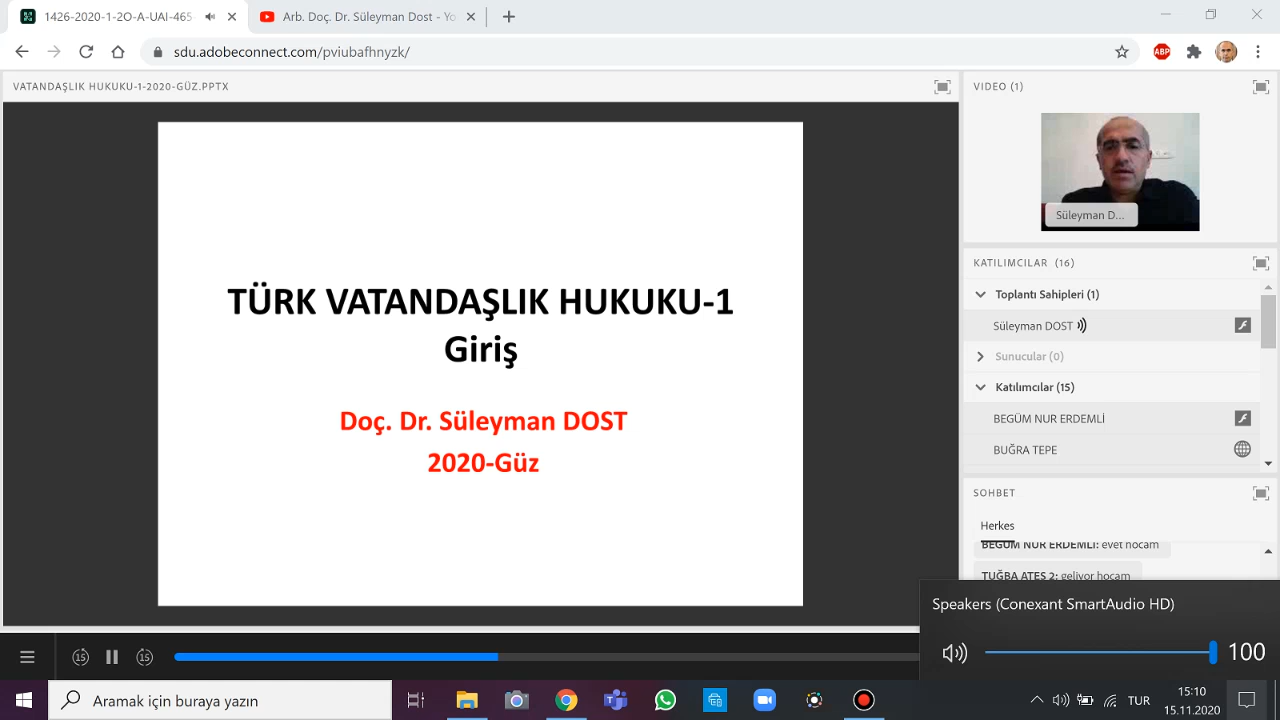 1426-2020-1-2O-A-UAI-465
Arb. Doç. Dr. Süleyman Dost - Yo
sdu.adobeconnect.com/pviubafhnyzk/
ABP
VATANDAŞLIK HUKUKU-1-2020-GÜZ.PPTX
VIDEO (1)
TÜRK VATANDAŞLIK HUKUKU-1
Giriş
Doç. Dr. Süleyman DOST
2020-Güz
Süleyman D...
KATILIMCILAR (16)
Toplantı Sahipleri (1)
Süleyman DOST
Sunucular (0)
Katılımcılar (15)
BEGÜM NUR ERDEMLİ
BUĞRA TEPE
SOHBET
Herkes
BEGÜM NUR ERDEMLİ: evet hocam
TUĞBA ATEŞ 2: geliyor hocam
Speakers (Conexant SmartAudio HD)
100
15
15
Aramak için buraya yazın
TUR
15:10
15.11.2020